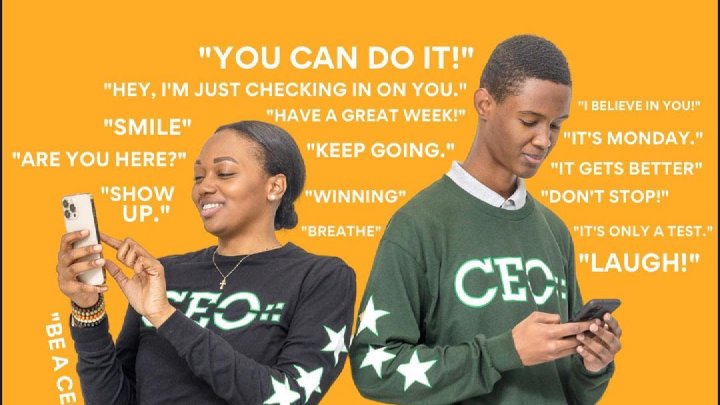 "YOU CAN DO IT!"
"HEY, I'M JUST CHECKING IN ON YOU."
"HAVE A GREAT WEEK!"
"I BELIEVE IN YOU!"
"SMILE"
"IT'S MONDAY."
"ARE YOU HERE?"
"KEEP GOING."
"IT GETS BETTER"
"SHOW
UP."
"WINNING"
"DON'T STOP!"
"BREATHE"
"IT'S ONLY A TEST."
"LAUGH!"
CEO::
CEO::
"BE A CE